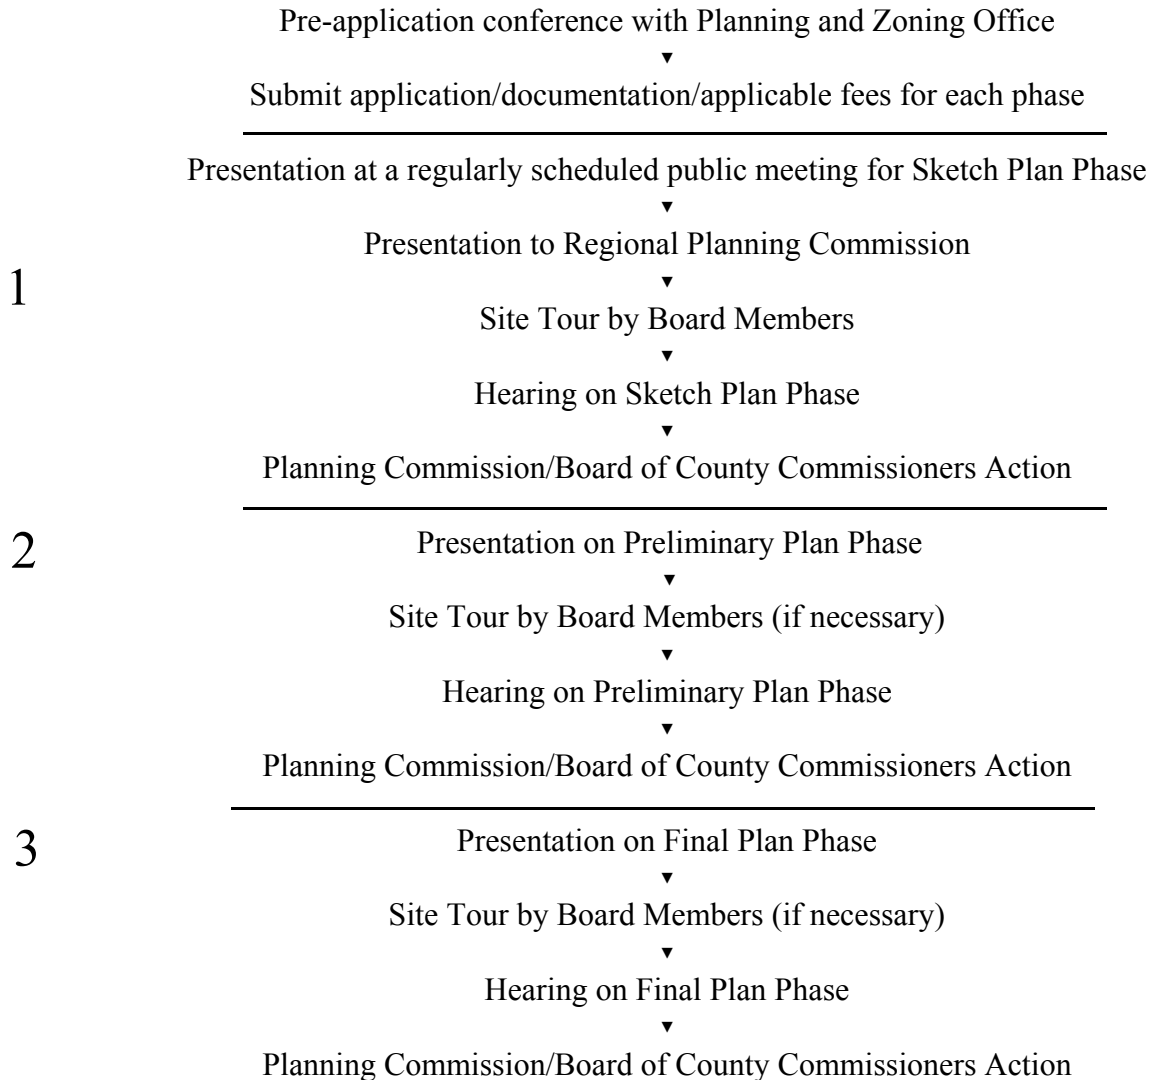 Pre-application conference with Planning and Zoning Office
▼
Submit application/documentation/applicable fees for each phase
Presentation at a regularly scheduled public meeting for Sketch Plan Phase
▼
Presentation to Regional Planning Commission
1
▼
Site Tour by Board Members
▼
Hearing on Sketch Plan Phase
▼
Planning Commission/Board of County Commissioners Action
2
Presentation on Preliminary Plan Phase
▼
Site Tour by Board Members (if necessary)
▼
Hearing on Preliminary Plan Phase
▼
Planning Commission/Board of County Commissioners Action
3
Presentation on Final Plan Phase
▼
Site Tour by Board Members (if necessary)
▼
Hearing on Final Plan Phase
▼
Planning Commission/Board of County Commissioners Action